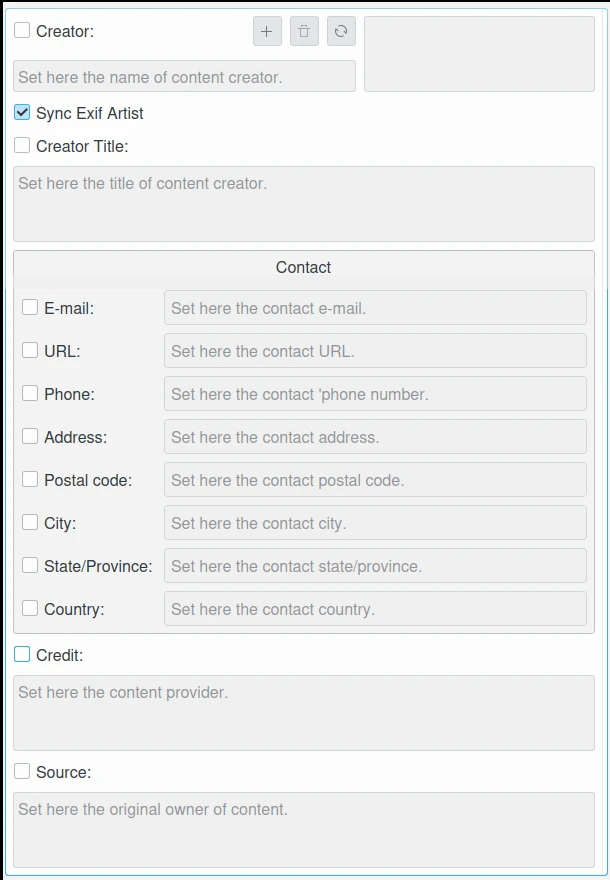 Creator:
Set here the name of content creator.
Sync Exif Artist
Creator Title:
Set here the title of content creator.
Contact
E-mail: Set here the contact e-mail.
URL: Set here the contact URL.
Phone: Set here the contact 'phone number.
Address: Set here the contact address.
Postal code: Set here the contact postal code.
City: Set here the contact city.
State/Province: Set here the contact state/province.
Country: Set here the contact country.
Credit:
Set here the content provider.
Source:
Set here the original owner of content.